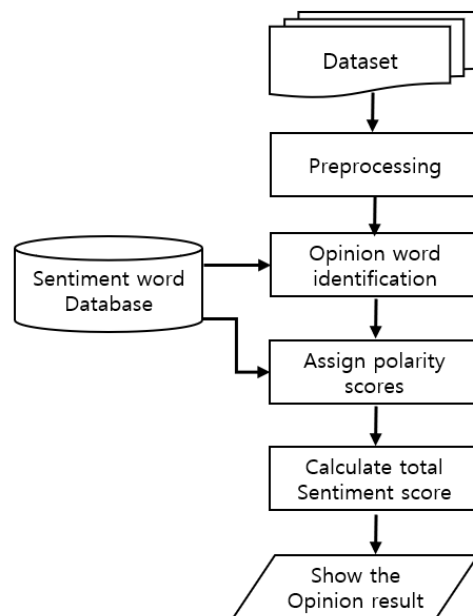 Dataset
Preprocessing
Opinion word
identification
Sentiment word
Database
Assign polarity
scores
Calculate total
Sentiment score
Show the
Opinion result